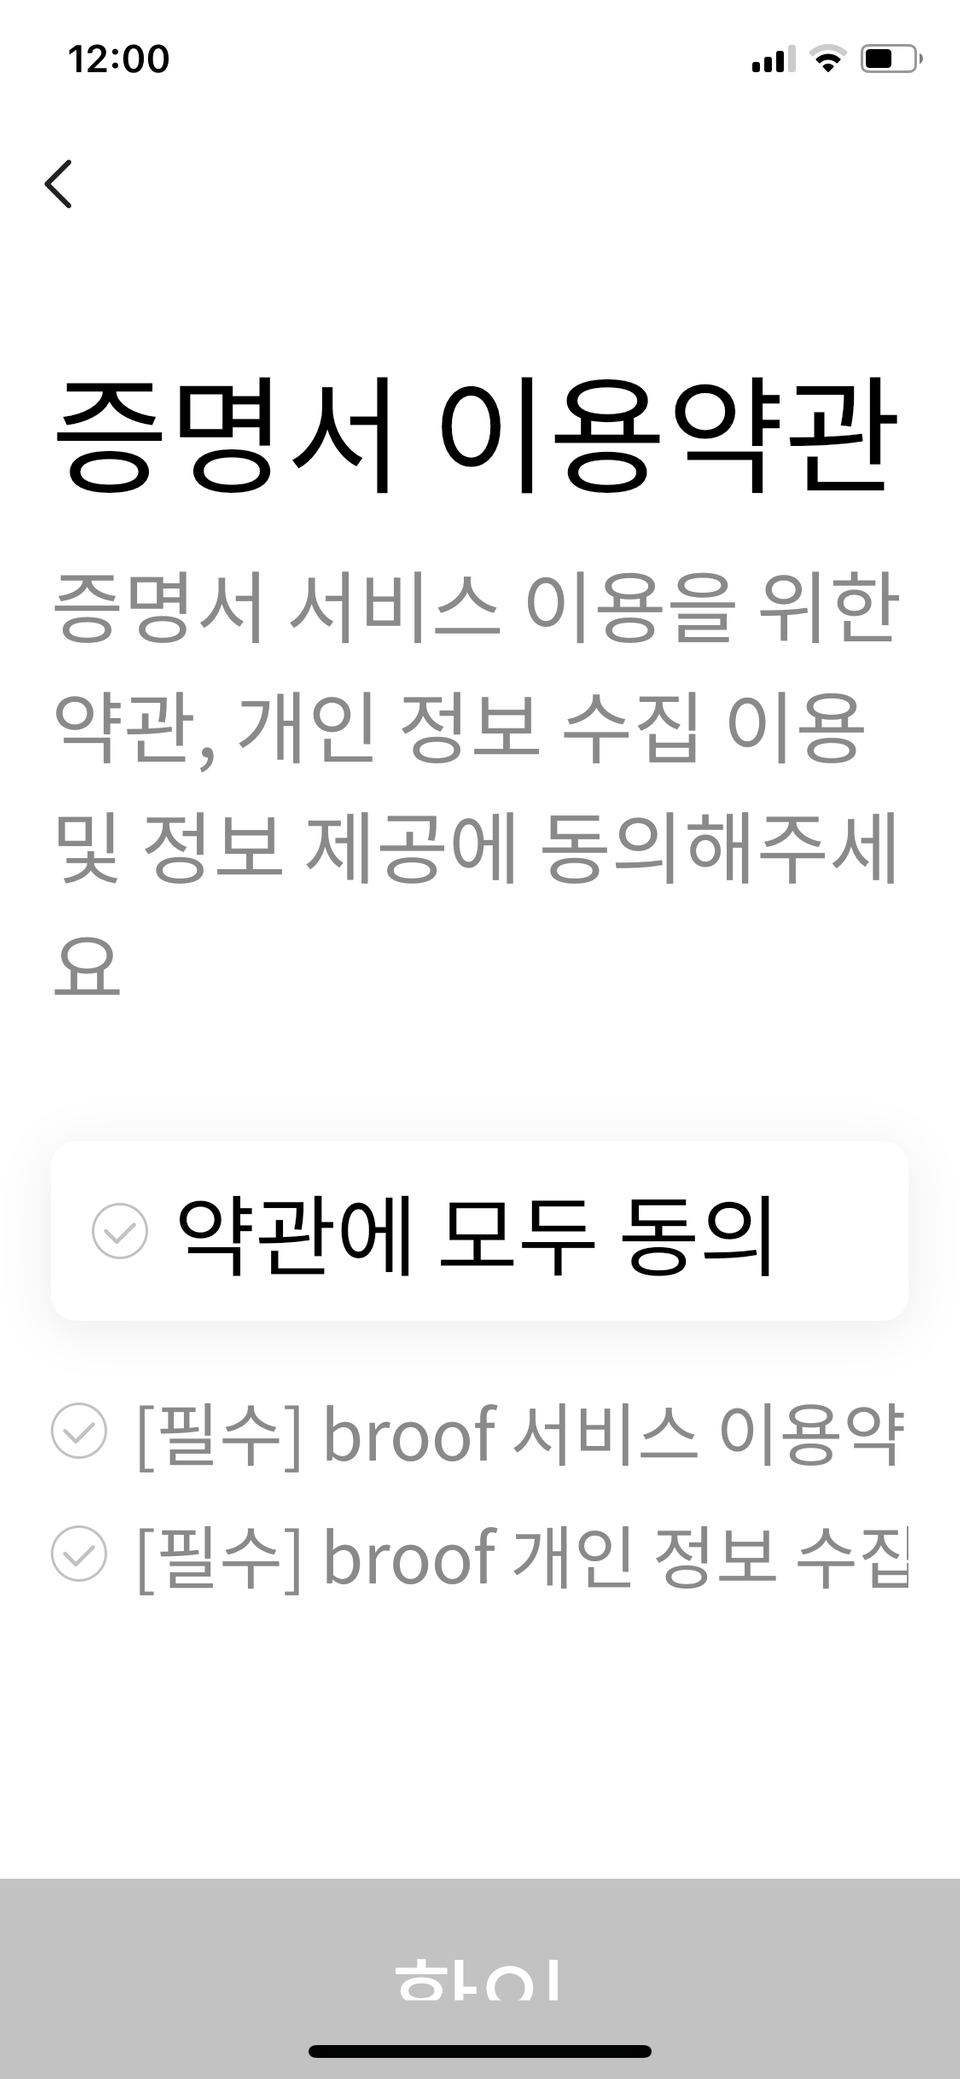 12:00
증명서 이용약관
증명서 서비스 이용을 위한
약관, 개인 정보 수집 이용
및 정보 제공에 동의해주세
요
약관에 모두 동의
[필수] broof 서비스 이용약
[필수] broof 개인 정보 수집
확인